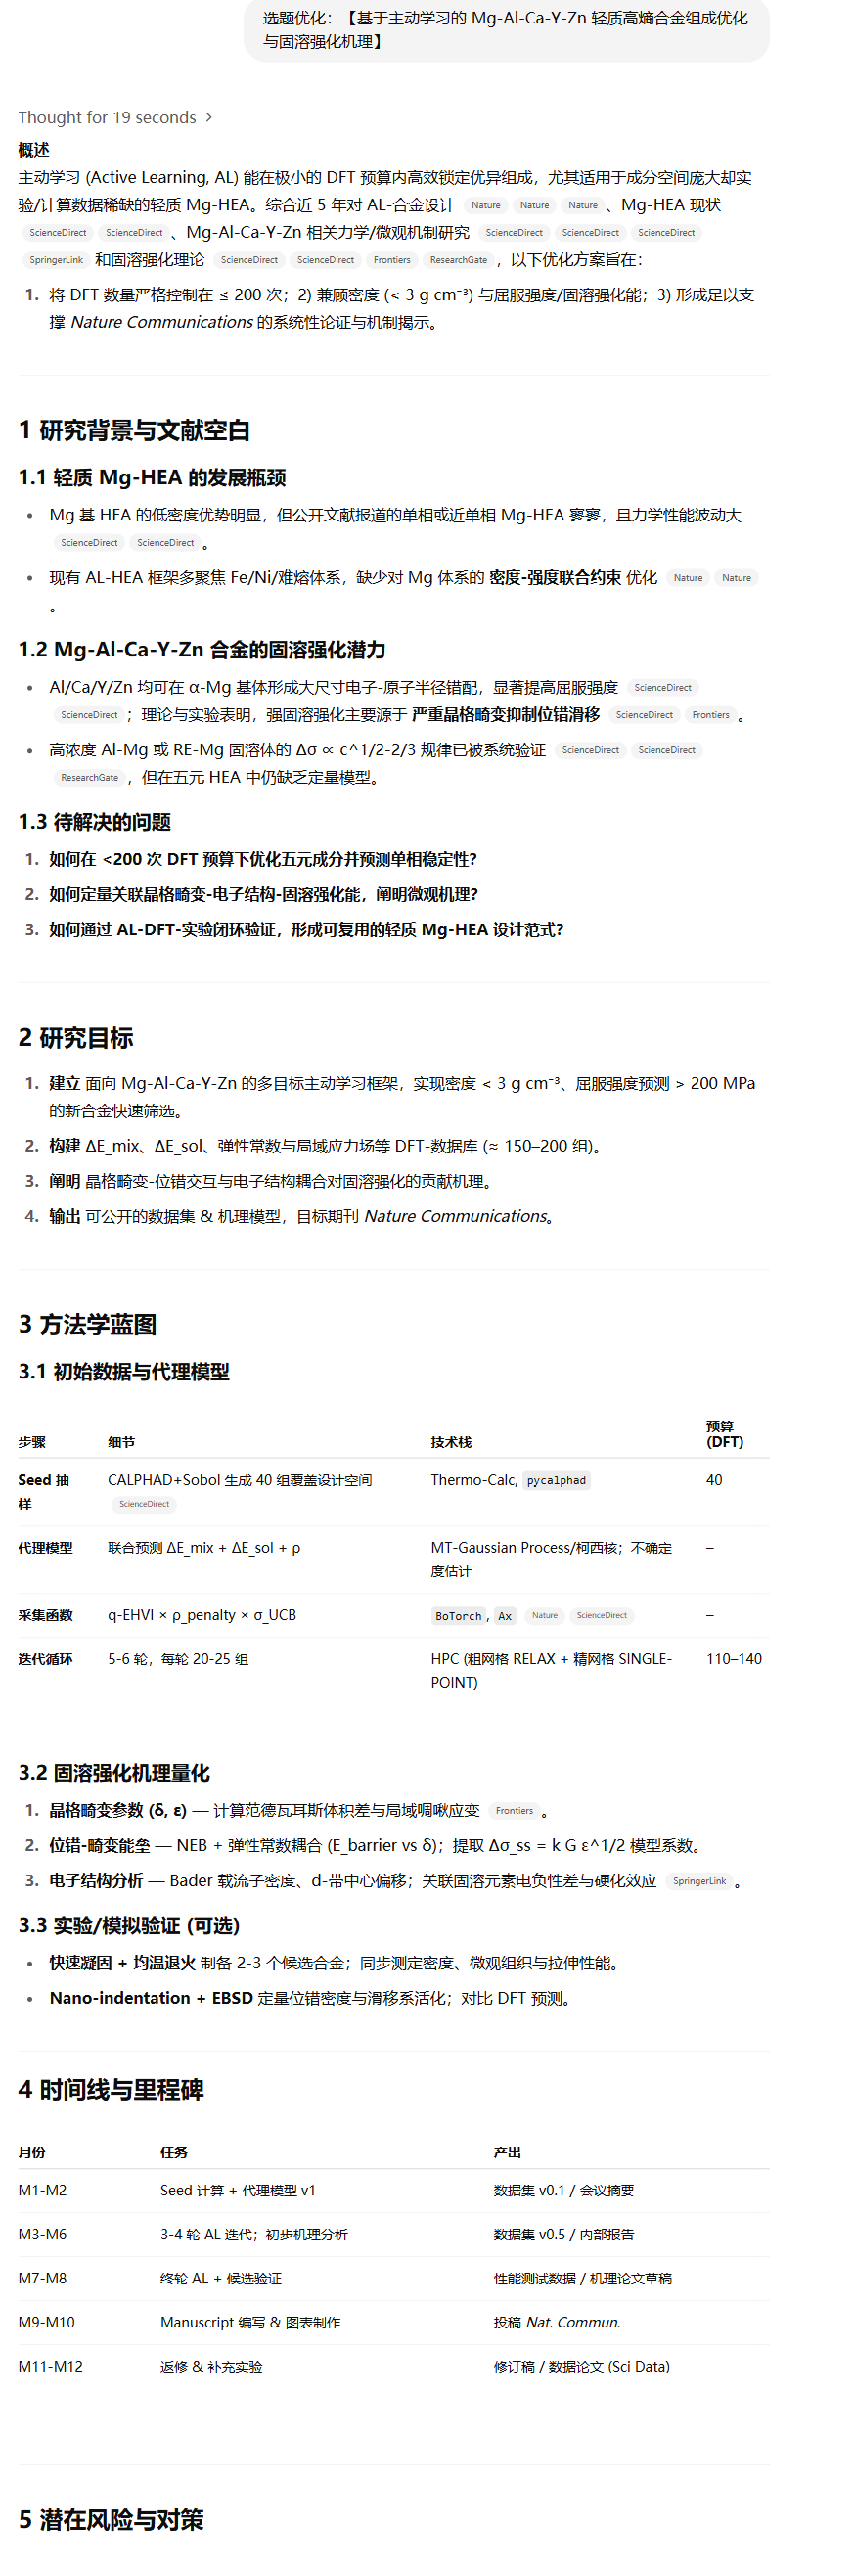 选题优化：【基于主动学习的 Mg-Al-Ca-Y-Zn 轻质高熵合金组成优化
与固溶强化机理】
Thought for 19 seconds >
概述
主动学习 (Active Learning, AL) 能在极小的 DFT 预算内高效锁定优异组成，尤其适用于成分空间庞大却实
验/计算数据稀缺的轻质 Mg-HEA。综合近 5 年对 AL-合金设计 Nature Nature Nature 、Mg-HEA 现状
ScienceDirect ScienceDirect 、Mg-Al-Ca-Y-Zn 相关力学/微观机制研究 ScienceDirect ScienceDirect ScienceDirect
SpringerLink 和固溶强化理论 ScienceDirect ScienceDirect Frontiers ResearchGate ，以下优化方案旨在：
1. 将 DFT 数量严格控制在 ≤ 200 次；2) 兼顾密度 (< 3 g cm⁻³) 与屈服强度/固溶强化能；3) 形成足以支
撑 Nature Communications 的系统性论证与机制揭示。
1 研究背景与文献空白
1.1 轻质 Mg-HEA 的发展瓶颈
• Mg 基 HEA 的低密度优势明显，但公开文献报道的单相或近单相 Mg-HEA 寥寥，且力学性能波动大
ScienceDirect ScienceDirect 。
• 现有 AL-HEA 框架多聚焦 Fe/Ni/难熔体系，缺少对 Mg 体系的 密度-强度联合约束 优化 Nature Nature
。
1.2 Mg-Al-Ca-Y-Zn 合金的固溶强化潜力
• Al/Ca/Y/Zn 均可在 α-Mg 基体形成大尺寸电子-原子半径错配，显著提高屈服强度 ScienceDirect
ScienceDirect ；理论与实验表明，强固溶强化主要源于 严重晶格畸变抑制位错滑移 ScienceDirect Frontiers 。
• 高浓度 Al-Mg 或 RE-Mg 固溶体的 Δσ ∝ c^1/2-2/3 规律已被系统验证 ScienceDirect ScienceDirect
ResearchGate ，但在五元 HEA 中仍缺乏定量模型。
1.3 待解决的问题
1. 如何在 <200 次 DFT 预算下优化五元成分并预测单相稳定性?
2. 如何定量关联晶格畸变-电子结构-固溶强化能，阐明微观机理?
3. 如何通过 AL-DFT-实验闭环验证，形成可复用的轻质 Mg-HEA 设计范式?
2 研究目标
1. 建立 面向 Mg-Al-Ca-Y-Zn 的多目标主动学习框架，实现密度 < 3 g cm⁻³、屈服强度预测 > 200 MPa
的新合金快速筛选。
2. 构建 ΔE_mix、ΔE_sol、弹性常数与局域应力场等 DFT-数据库 (≈ 150–200 组)。
3. 阐明 晶格畸变-位错交互与电子结构耦合对固溶强化的贡献机理。
4. 输出 可公开的数据集 & 机理模型，目标期刊 Nature Communications。
3 方法学蓝图
3.1 初始数据与代理模型
步骤 细节 技术栈 预算
(DFT)
Seed 抽
样 CALPHAD+Sobol 生成 40 组覆盖设计空间 ScienceDirect Thermo-Calc, pycalphad 40
代理模型 联合预测 ΔE_mix + ΔE_sol + ρ MT-Gaussian Process/柯西核；不确定
度估计 –
采集函数 q-EHVI × ρ_penalty × σ_UCB BoTorch, Ax Nature ScienceDirect –
迭代循环 5-6 轮，每轮 20-25 组 HPC (粗网格 RELAX + 精网格 SINGLE-
POINT) 110–140
3.2 固溶强化机理量化
1. 晶格畸变参数 (δ, ε) — 计算范德瓦耳斯体积差与局域啁啾应变 Frontiers 。
2. 位错-畸变能垒 — NEB + 弹性常数耦合 (E_barrier vs δ)；提取 Δσ_ss = k G ε^1/2 模型系数。
3. 电子结构分析 — Bader 载流子密度、d-带中心偏移；关联固溶元素电负性差与硬化效应 SpringerLink 。
3.3 实验/模拟验证 (可选)
• 快速凝固 + 均温退火 制备 2-3 个候选合金；同步测定密度、微观组织与拉伸性能。
• Nano-indentation + EBSD 定量位错密度与滑移系活化；对比 DFT 预测。
4 时间线与里程碑
月份 任务 产出
M1-M2 Seed 计算 + 代理模型 v1 数据集 v0.1 / 会议摘要
M3-M6 3-4 轮 AL 迭代；初步机理分析 数据集 v0.5 / 内部报告
M7-M8 终轮 AL + 候选验证 性能测试数据 / 机理论文草稿
M9-M10 Manuscript 编写 & 图表制作 投稿 Nat. Commun.
M11-M12 返修 & 补充实验 修订稿 / 数据论文 (Sci Data)
5 潜在风险与对策